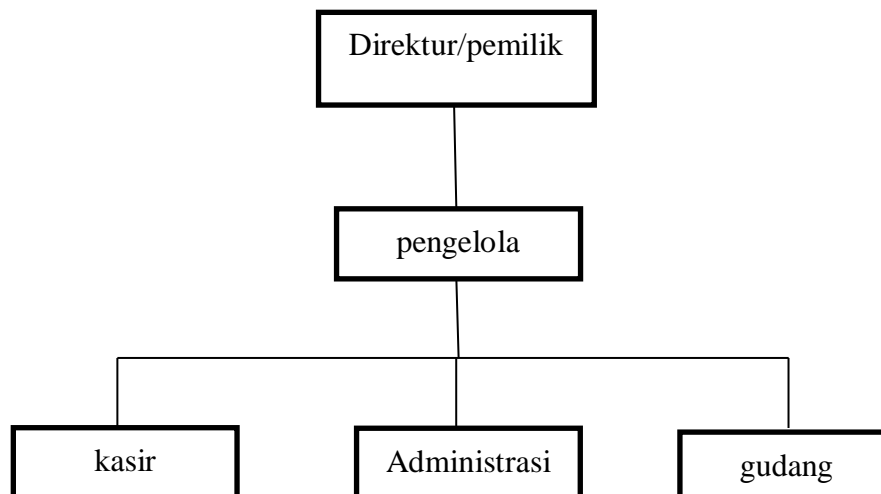 Direktur/pemilik
pengelola
kasir
Administrasi
gudang